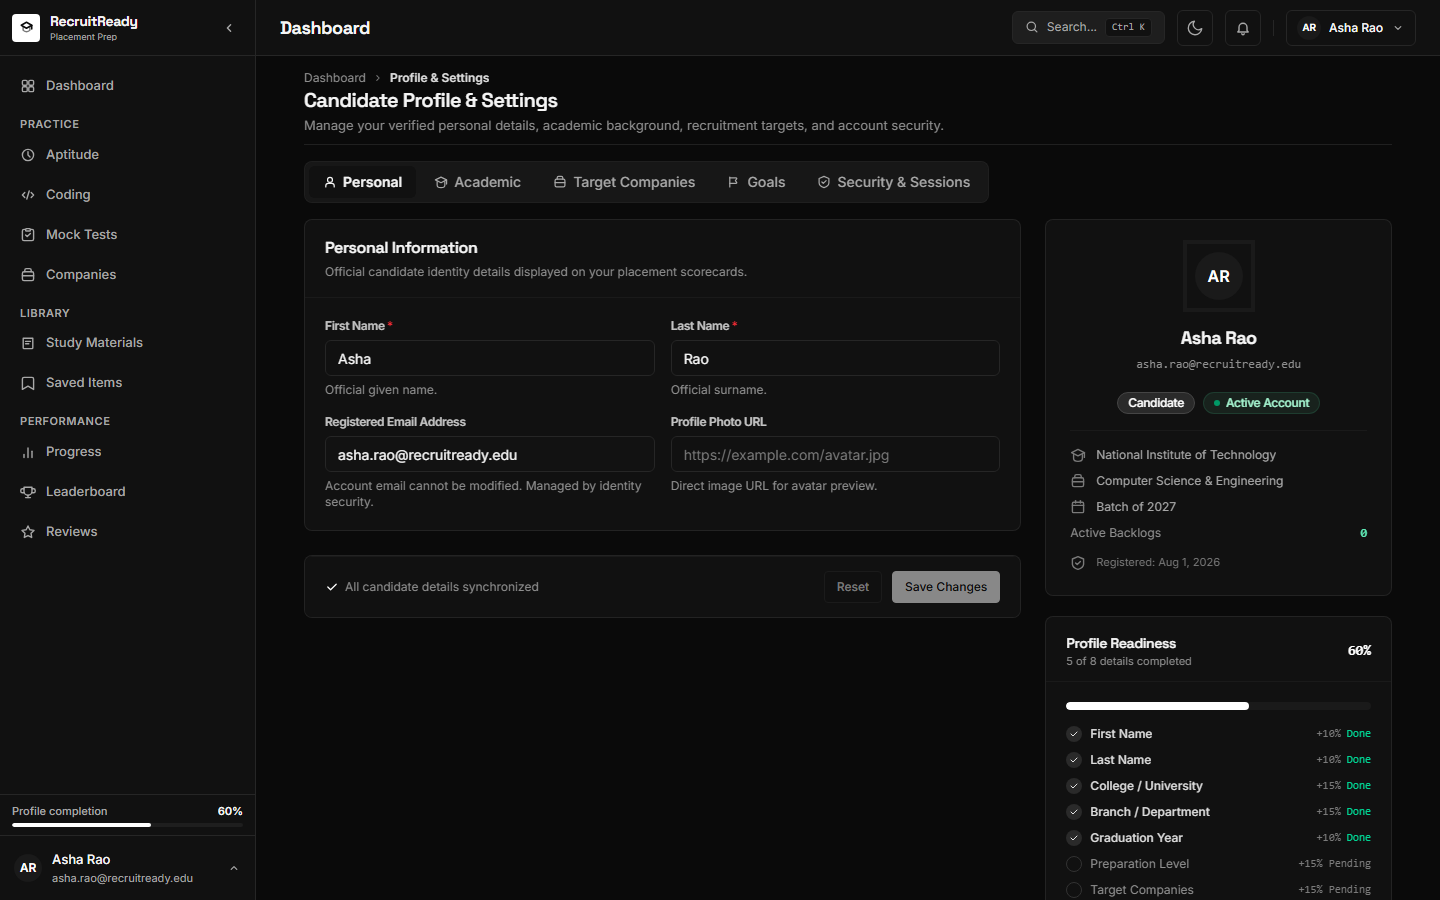 RecruitReady
Placement Prep
Dashboard
Search... Ctrl K
AR Asha Rao
Dashboard
PRACTICE
Aptitude
Coding
Mock Tests
Companies
LIBRARY
Study Materials
Saved Items
PERFORMANCE
Progress
Leaderboard
Reviews
Profile completion 60%
AR Asha Rao
asha.rao@recruitready.edu
Dashboard > Profile & Settings
Candidate Profile & Settings
Manage your verified personal details, academic background, recruitment targets, and account security.
Personal Academic Target Companies Goals Security & Sessions
Personal Information
Official candidate identity details displayed on your placement scorecards.
First Name *
Asha
Official given name.
Last Name *
Rao
Official surname.
Registered Email Address
asha.rao@recruitready.edu
Account email cannot be modified. Managed by identity
security.
Profile Photo URL
https://example.com/avatar.jpg
Direct image URL for avatar preview.
All candidate details synchronized
Reset Save Changes
AR
Asha Rao
asha.rao@recruitready.edu
Candidate Active Account
National Institute of Technology
Computer Science & Engineering
Batch of 2027
Active Backlogs 0
Registered: Aug 1, 2026
Profile Readiness 60%
5 of 8 details completed
First Name +10% Done
Last Name +10% Done
College / University +15% Done
Branch / Department +15% Done
Graduation Year +10% Done
Preparation Level +15% Pending
Target Companies +15% Pending